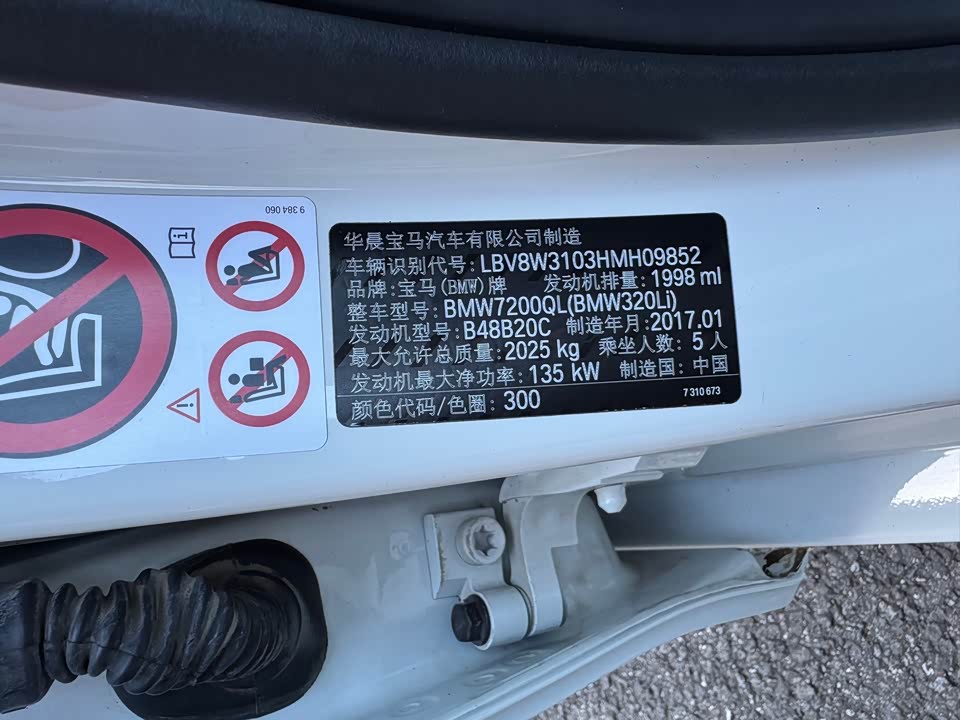 9 384 060
华晨宝马汽车有限公司制造
车辆识别代号: LBV8W3103HMH09852
品牌: 宝马(BMW)牌 发动机排量: 1998 ml
整车型号: BMW7200QL(BMW320Li)
发动机型号: B48B20C 制造年月: 2017.01
最大允许总质量: 2025 kg 乘坐人数: 5 人
发动机最大净功率: 135 kW 制造国: 中国
颜色代码/色圈: 300 7 310 673